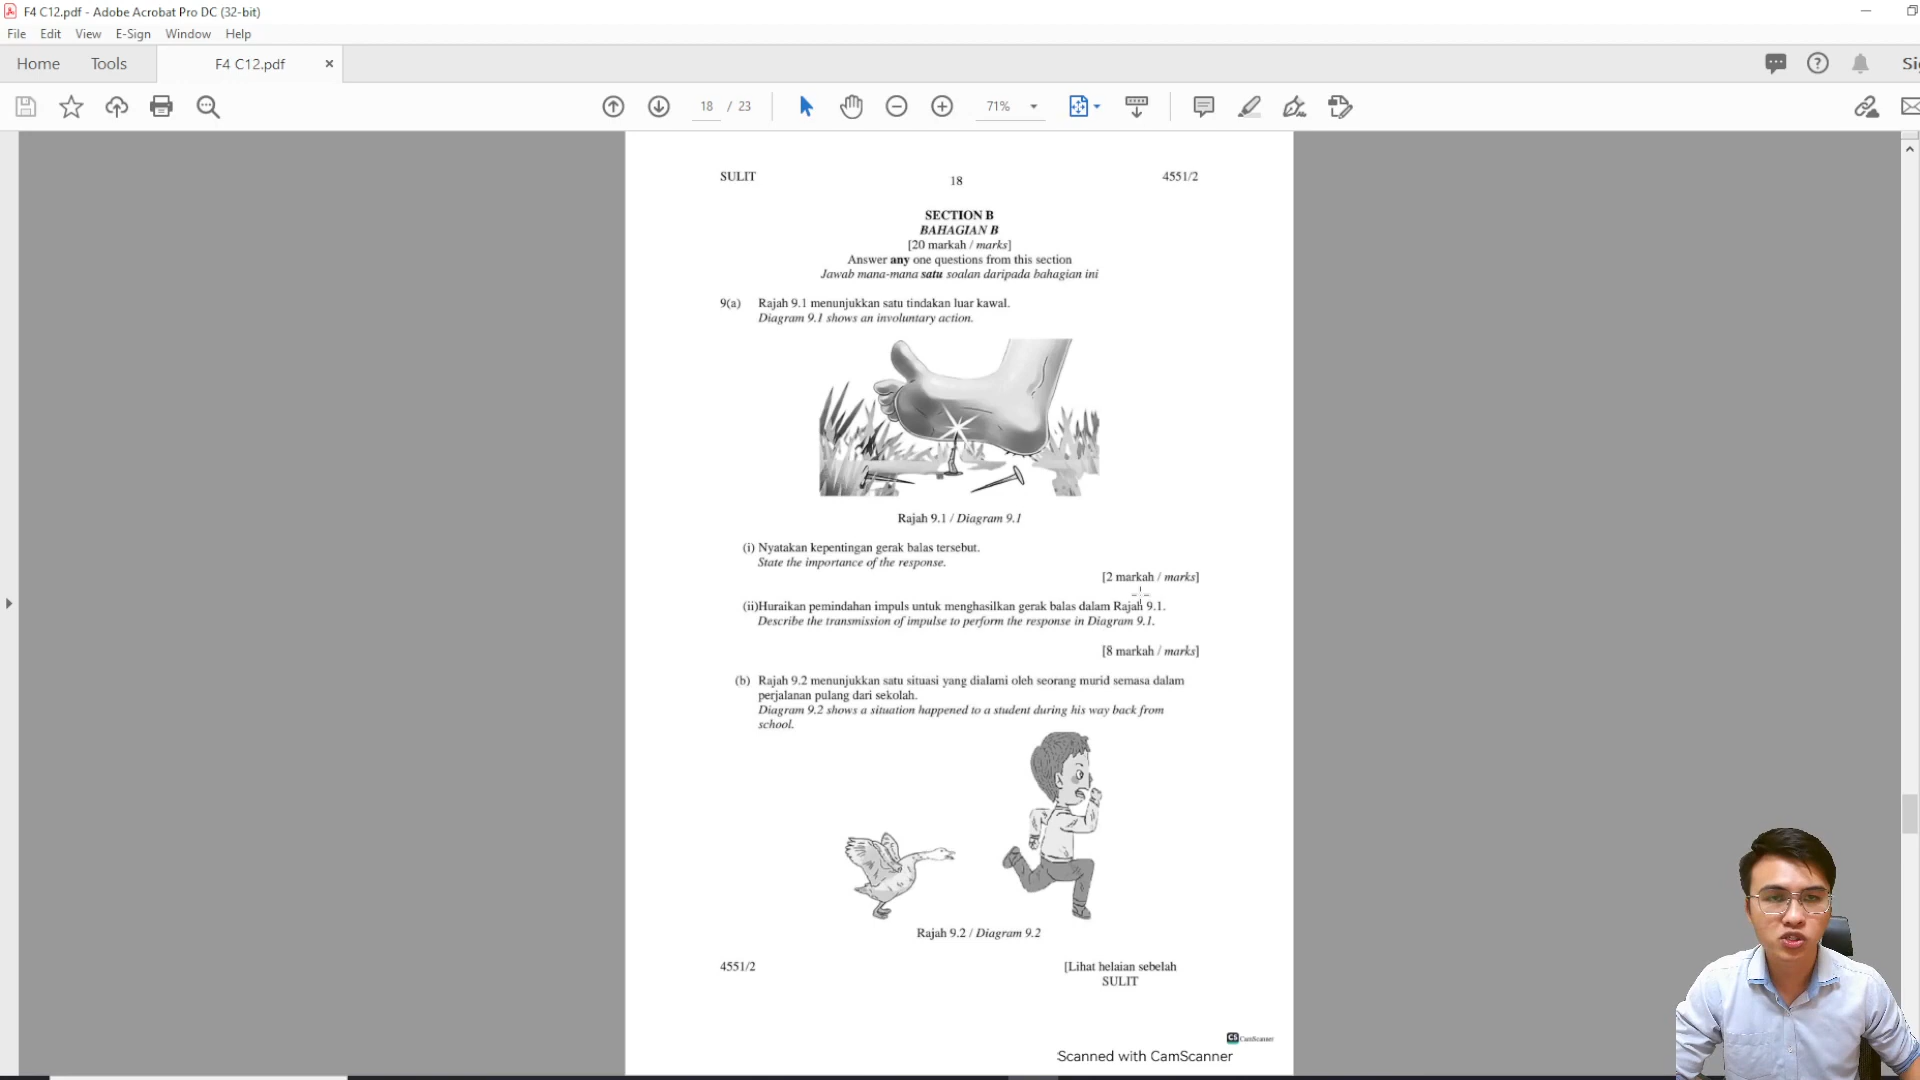 F4 C12.pdf - Adobe Acrobat Pro DC (32-bit)
File Edit View E-Sign Window Help
Home Tools F4 C12.pdf ×
18 / 23 71%
SULIT 18 4551/2
SECTION B
BAHAGIAN B
[20 markah / marks]
Answer any one questions from this section
Jawab mana-mana satu soalan daripada bahagian ini
9(a) Rajah 9.1 menunjukkan satu tindakan luar kawal.
Diagram 9.1 shows an involuntary action.
Rajah 9.1 / Diagram 9.1
(i) Nyatakan kepentingan gerak balas tersebut.
State the importance of the response.
[2 markah / marks]
(ii)Huraikan pemindahan impuls untuk menghasilkan gerak balas dalam Rajah 9.1.
Describe the transmission of impulse to perform the response in Diagram 9.1.
[8 markah / marks]
(b) Rajah 9.2 menunjukkan satu situasi yang dialami oleh seorang murid semasa dalam
perjalanan pulang dari sekolah.
Diagram 9.2 shows a situation happened to a student during his way back from
school.
Rajah 9.2 / Diagram 9.2
4551/2 [Lihat helaian sebelah
SULIT
CS CamScanner
Scanned with CamScanner